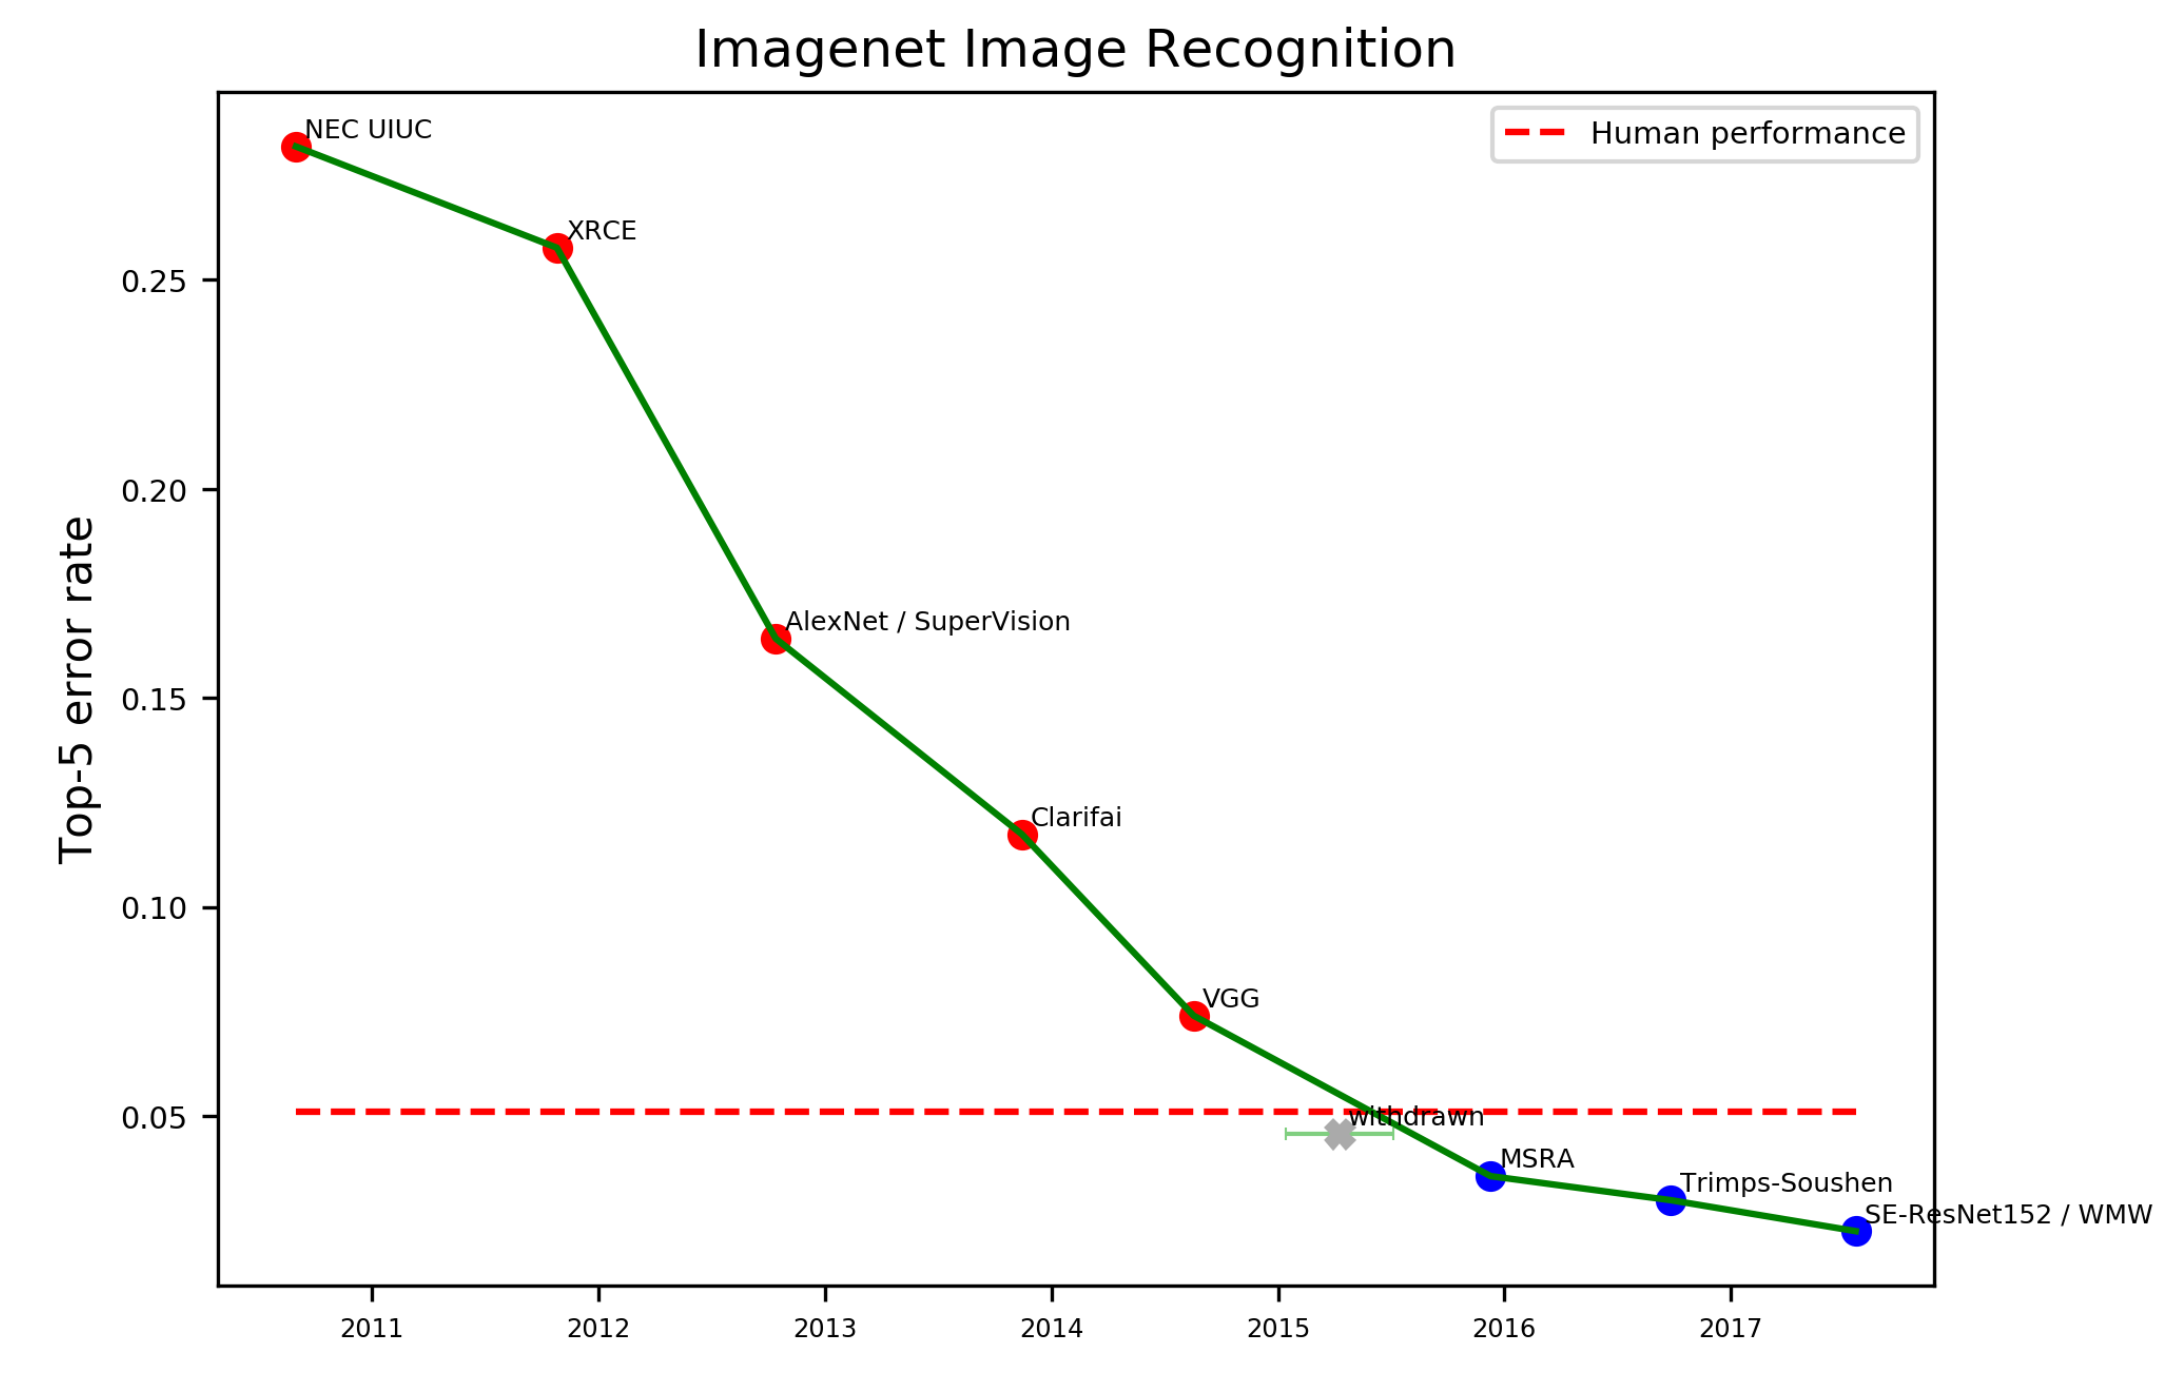 Imagenet Image Recognition
Human performance
NEC UIUC
XRCE
AlexNet / SuperVision
Clarifai
VGG
withdrawn
MSRA
Trimps-Soushen
SE-ResNet152 / WMW
Top-5 error rate
0.25
0.20
0.15
0.10
0.05
2011 2012 2013 2014 2015 2016 2017